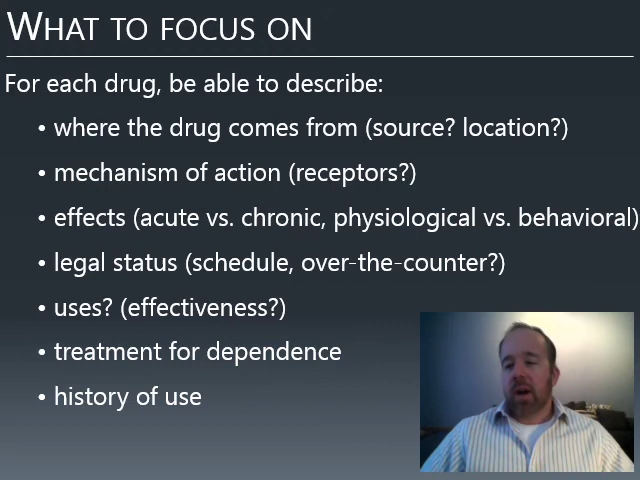 WHAT TO FOCUS ON
For each drug, be able to describe:
• where the drug comes from (source? location?)
• mechanism of action (receptors?)
• effects (acute vs. chronic, physiological vs. behavioral)
• legal status (schedule, over-the-counter?)
• uses? (effectiveness?)
• treatment for dependence
• history of use